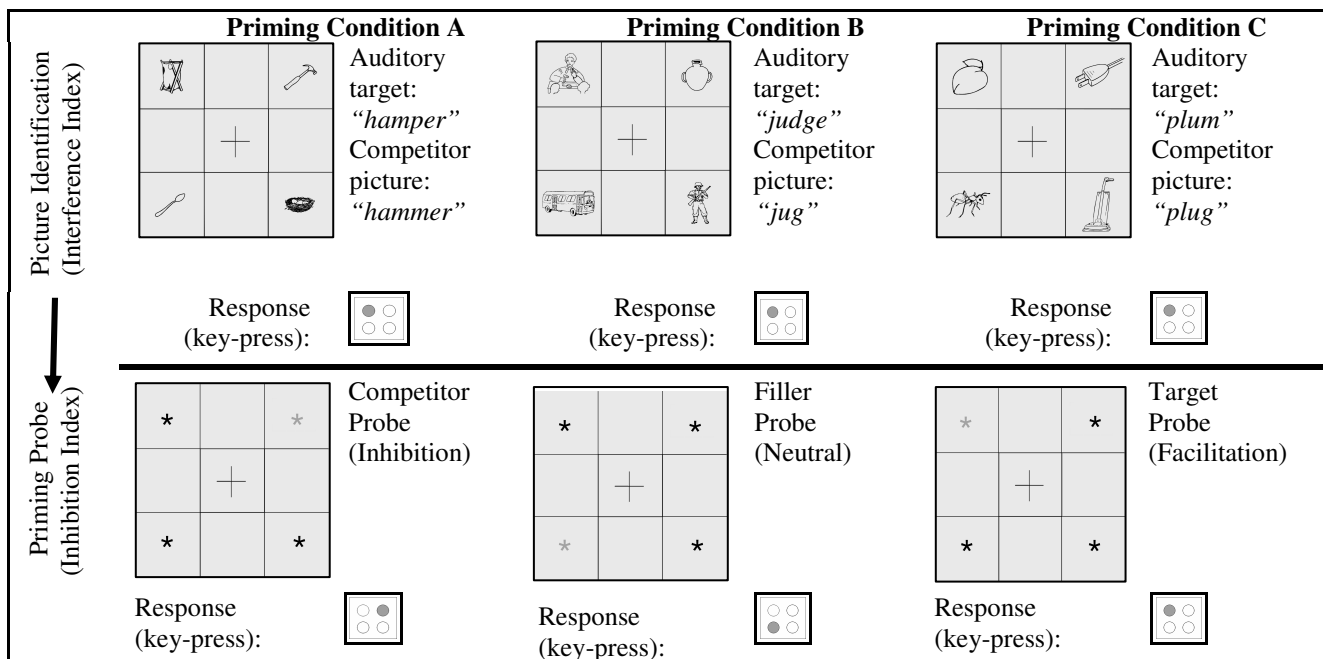 Priming Condition A
Priming Condition B
Priming Condition C
Picture Identification
(Interference Index)
Auditory
target:
“hamper”
Competitor
picture:
“hammer”
Auditory
target:
“judge”
Competitor
picture:
“jug”
Auditory
target:
“plum”
Competitor
picture:
“plug”
Response
(key-press):
Response
(key-press):
Response
(key-press):
Priming Probe
(Inhibition Index)
* *
* *
Competitor
Probe
(Inhibition)
* *
* *
Filler
Probe
(Neutral)
* *
* *
Target
Probe
(Facilitation)
Response
(key-press):
Response
(key-press):
Response
(key-press):